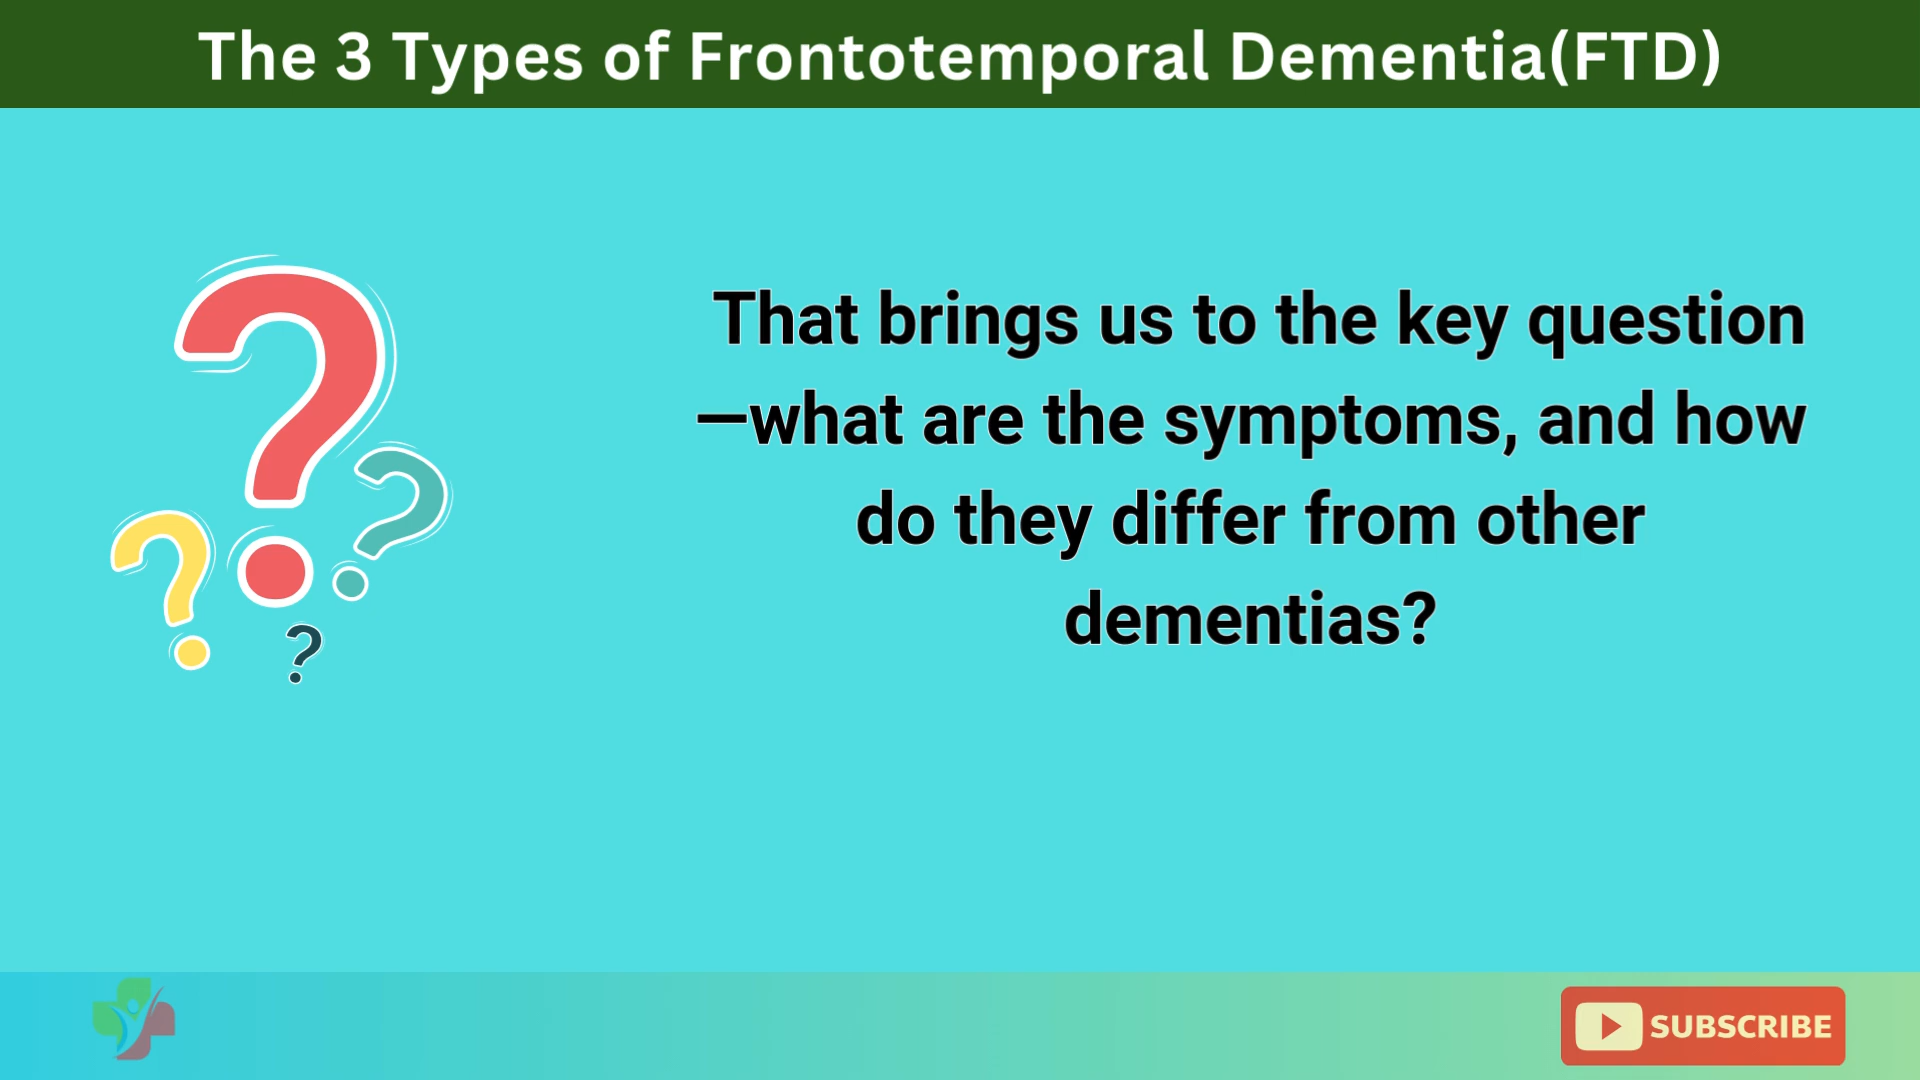 The 3 Types of Frontotemporal Dementia(FTD)
That brings us to the key question
—what are the symptoms, and how
do they differ from other
dementias?
SUBSCRIBE